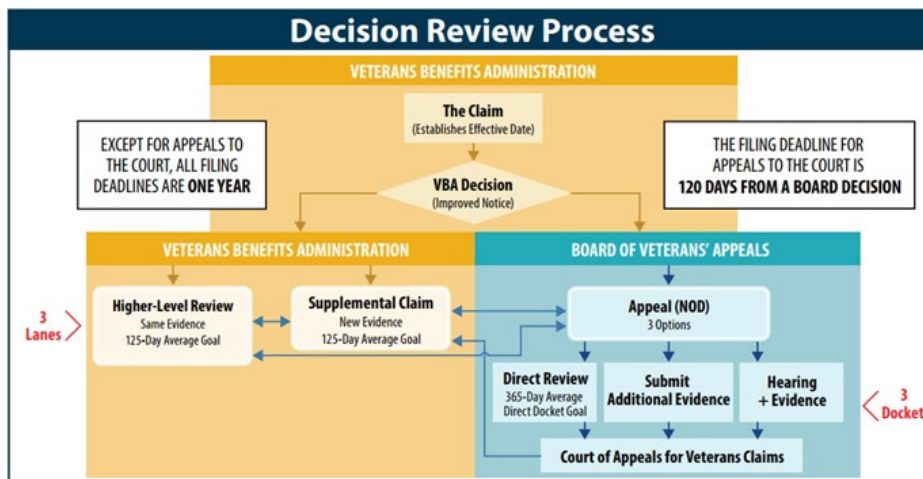 Decision Review Process
VETERANS BENEFITS ADMINISTRATION
The Claim
(Establishes Effective Date)
EXCEPT FOR APPEALS TO
THE COURT, ALL FILING
DEADLINES ARE ONE YEAR
THE FILING DEADLINE FOR
APPEALS TO THE COURT IS
120 DAYS FROM A BOARD DECISION
VBA Decision
(Improved Notice)
VETERANS BENEFITS ADMINISTRATION
BOARD OF VETERANS' APPEALS
3
Lanes
Higher-Level Review
Same Evidence
125-Day Average Goal
Supplemental Claim
New Evidence
125-Day Average Goal
Appeal (NOD)
3 Options
Direct Review
365-Day Average
Direct Docket Goal
Submit
Additional Evidence
Hearing
+ Evidence
3
Docket
Court of Appeals for Veterans Claims